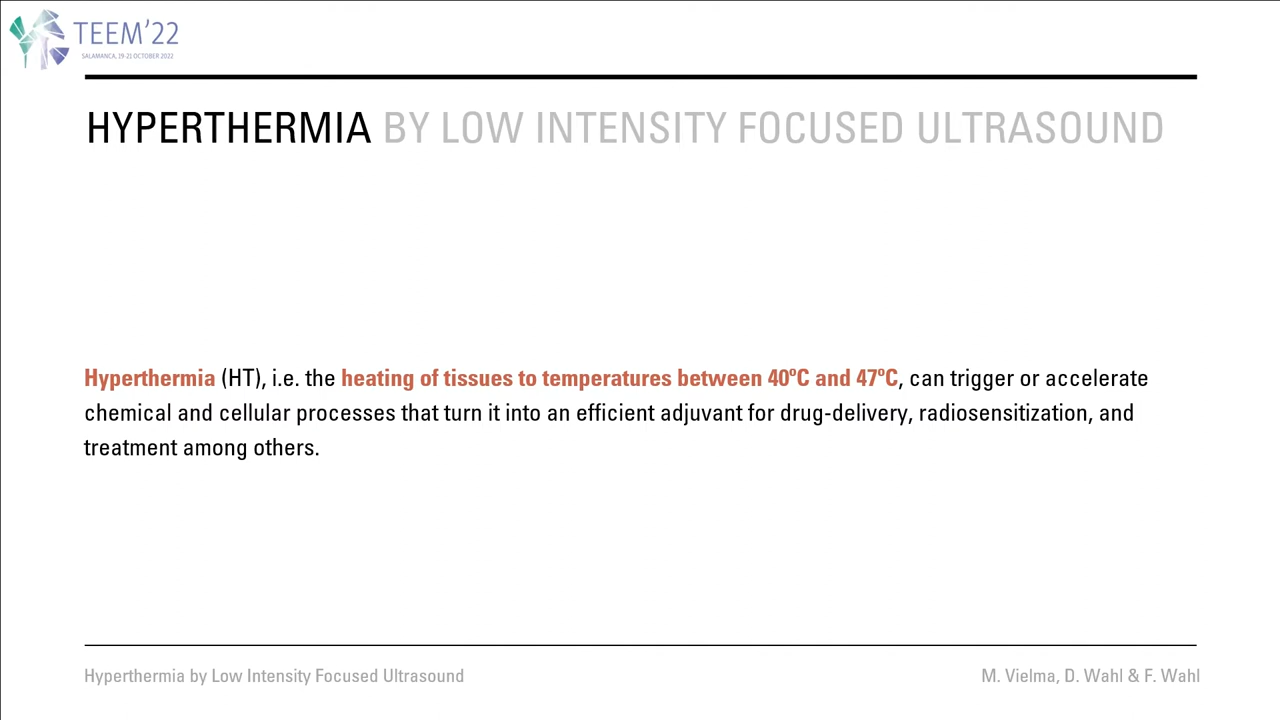 TEEM'22
SALAMANCA, 19-21 OCTOBER 2022
HYPERTHERMIA BY LOW INTENSITY FOCUSED ULTRASOUND
Hyperthermia (HT), i.e. the heating of tissues to temperatures between 40ºC and 47ºC, can trigger or accelerate
chemical and cellular processes that turn it into an efficient adjuvant for drug-delivery, radiosensitization, and
treatment among others.
Hyperthermia by Low Intensity Focused Ultrasound
M. Vielma, D. Wahl & F. Wahl